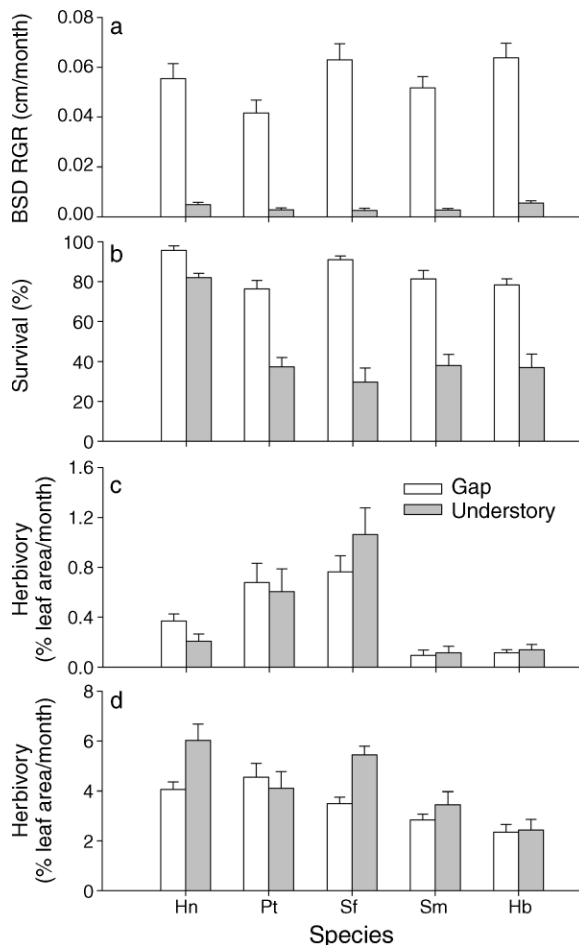 a
BSD RGR (cm/month)
0.08
0.06
0.04
0.02
0.00
b
Survival (%)
100
80
60
40
20
0
c
Herbivory
(% leaf area/month)
1.6
1.2
0.8
0.4
0.0
Gap
Understory
d
Herbivory
(% leaf area/month)
8
6
4
2
0
Hn Pt Sf Sm Hb
Species